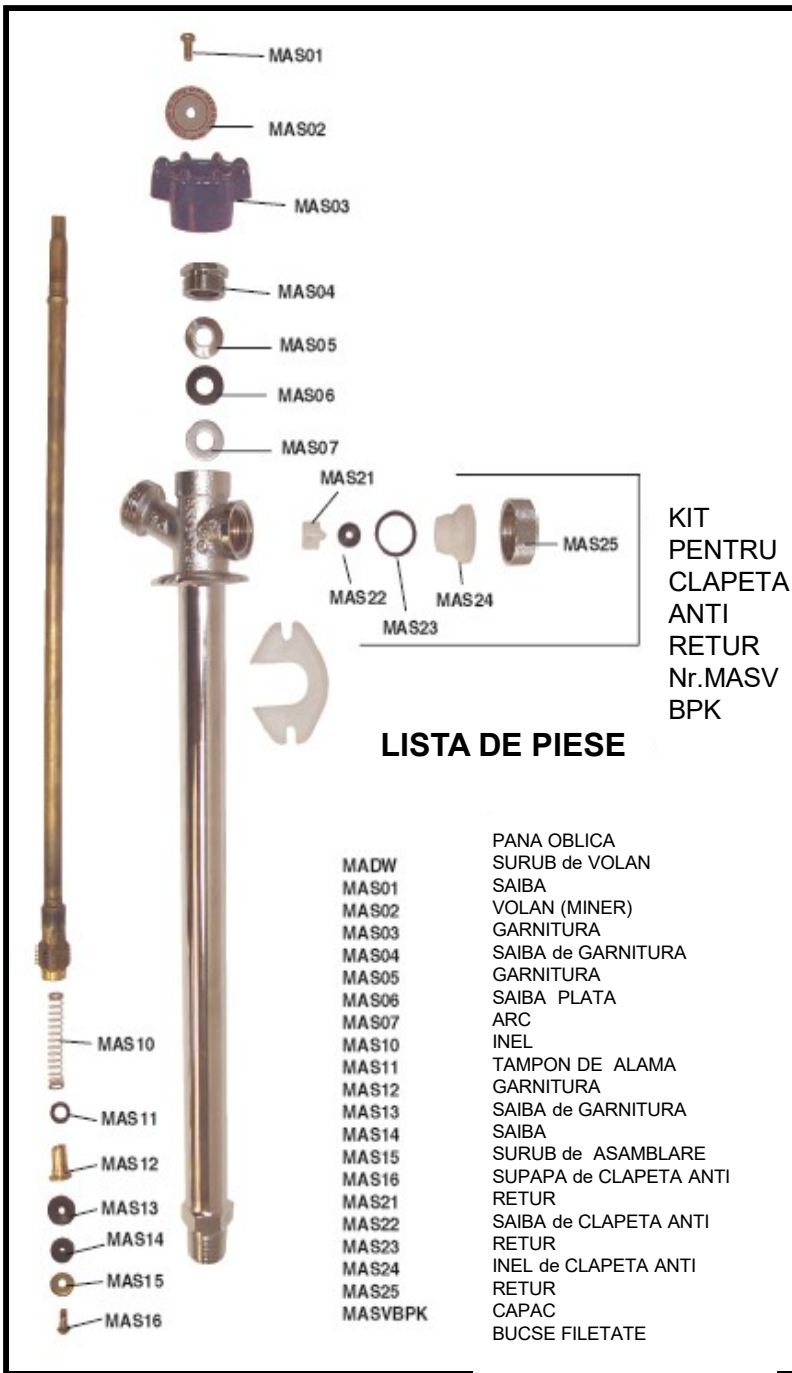 MAS01
MAS02
MAS03
MAS04
MAS05
MAS06
MAS07
MAS21
MAS22
MAS23
MAS24
MAS25
KIT
PENTRU
CLAPETA
ANTI
RETUR
Nr.MASV
BPK
LISTA DE PIESE
MAS10
MAS11
MAS12
MAS13
MAS14
MAS15
MAS16
MADW
MAS01
MAS02
MAS03
MAS04
MAS05
MAS06
MAS07
MAS10
MAS11
MAS12
MAS13
MAS14
MAS15
MAS16
MAS21
MAS22
MAS23
MAS24
MAS25
MASVBPK
PANA OBLICA
SURUB de VOLAN
SAIBA
VOLAN (MINER)
GARNITURA
SAIBA de GARNITURA
GARNITURA
SAIBA PLATA
ARC
INEL
TAMPON DE ALAMA
GARNITURA
SAIBA de GARNITURA
SAIBA
SURUB de ASAMBLARE
SUPAPA de CLAPETA ANTI
RETUR
SAIBA de CLAPETA ANTI
RETUR
INEL de CLAPETA ANTI
RETUR
CAPAC
BUCSE FILETATE